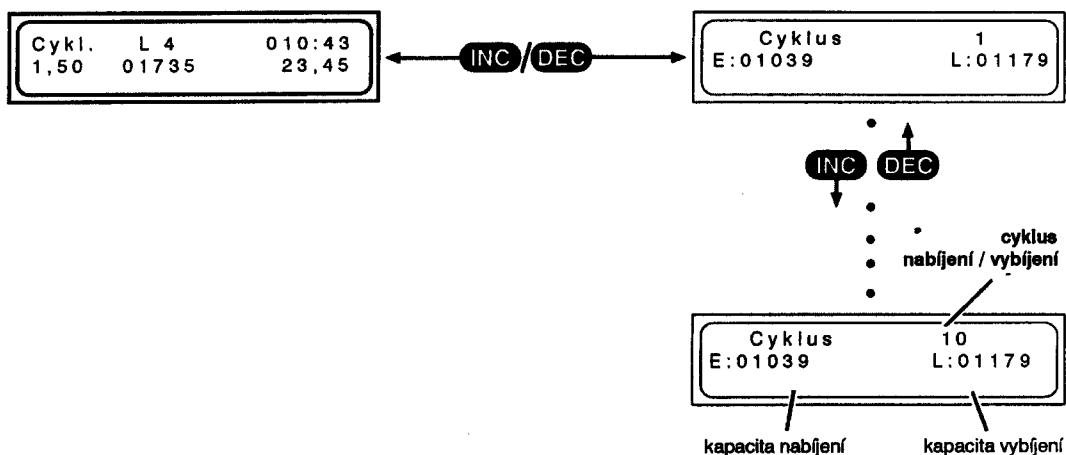 Cykl. L 4 010:43
1,50 01735 23,45
INC/DEC
Cyklus 1
E:01039 L:01179
INC DEC
cyklus
nabíjení / vybíjení
Cyklus 10
E:01039 L:01179
kapacita nabíjení kapacita vybíjení